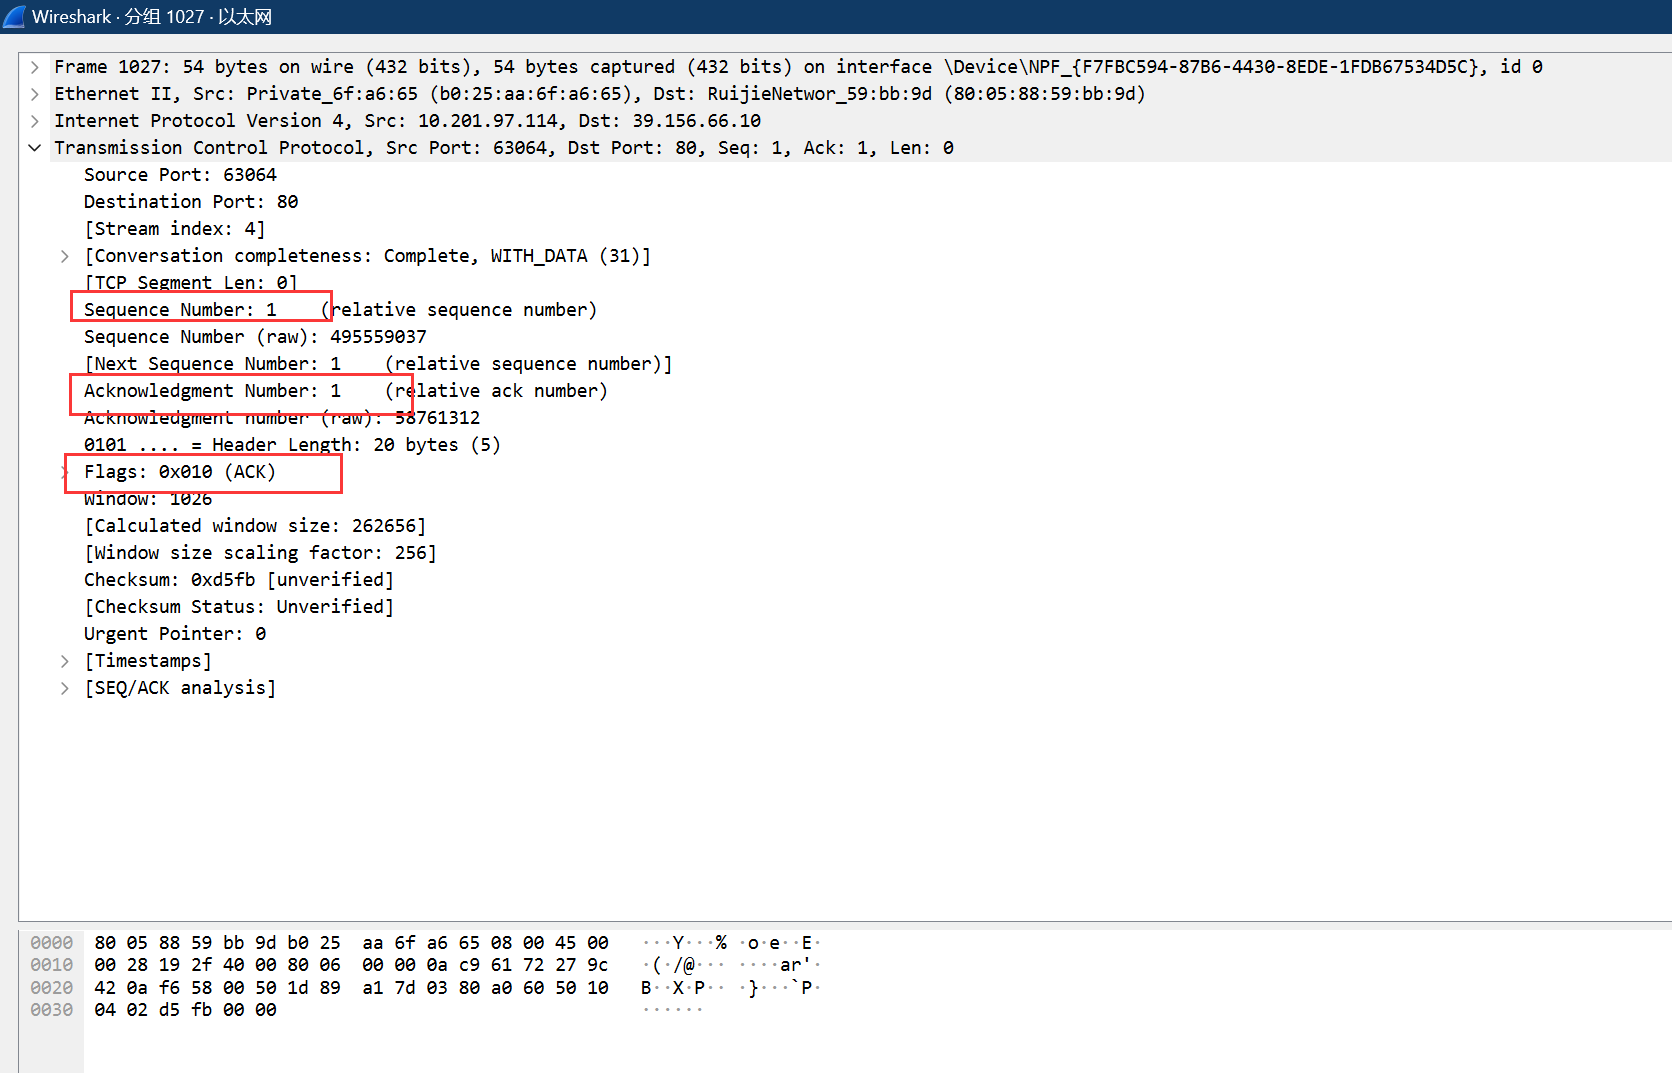 Wireshark · 分组 1027 · 以太网
Frame 1027: 54 bytes on wire (432 bits), 54 bytes captured (432 bits) on interface \Device\NPF_{F7FBC594-87B6-4430-8EDE-1FDB67534D5C}, id 0
Ethernet II, Src: Private_6f:a6:65 (b0:25:aa:6f:a6:65), Dst: RuijieNetwor_59:bb:9d (80:05:88:59:bb:9d)
Internet Protocol Version 4, Src: 10.201.97.114, Dst: 39.156.66.10
Transmission Control Protocol, Src Port: 63064, Dst Port: 80, Seq: 1, Ack: 1, Len: 0
Source Port: 63064
Destination Port: 80
[Stream index: 4]
[Conversation completeness: Complete, WITH_DATA (31)]
[TCP Segment Len: 0]
Sequence Number: 1    (relative sequence number)
Sequence Number (raw): 495559037
[Next Sequence Number: 1    (relative sequence number)]
Acknowledgment Number: 1    (relative ack number)
Acknowledgment number (raw): 58761312
0101 .... = Header Length: 20 bytes (5)
Flags: 0x010 (ACK)
Window: 1026
[Calculated window size: 262656]
[Window size scaling factor: 256]
Checksum: 0xd5fb [unverified]
[Checksum Status: Unverified]
Urgent Pointer: 0
[Timestamps]
[SEQ/ACK analysis]
0000 80 05 88 59 bb 9d b0 25 aa 6f a6 65 08 00 45 00 ···Y···% ·o·e··E·
0010 00 28 19 2f 40 00 80 06 00 00 0a c9 61 72 27 9c ·(·/@··· ····ar'·
0020 42 0a f6 58 00 50 1d 89 a1 7d 03 80 a0 60 50 10 B··X·P·· ·}···`P·
0030 04 02 d5 fb 00 00 ······